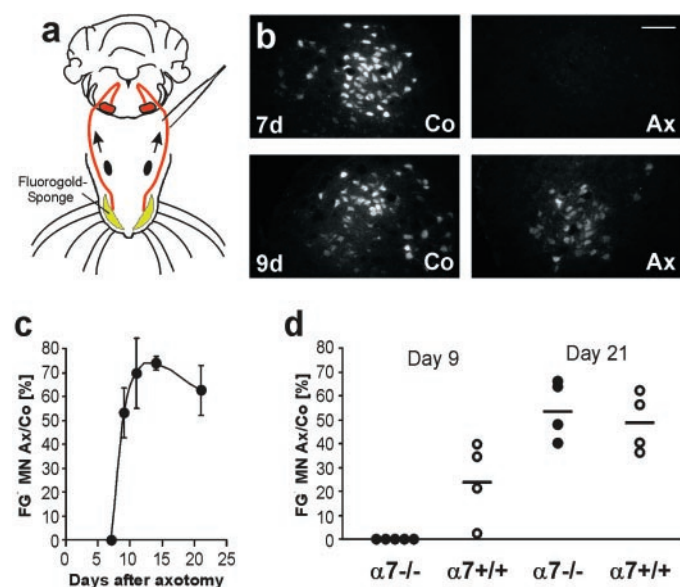 a
Fluorogold-
Sponge
b
7d
Co
Ax
9d
Co
Ax
c
FG MN Ax/Co [%]
80
70
60
50
40
30
20
10
0
0 5 10 15 20 25
Days after axotomy
d
FG MN Ax/Co [%]
80
70
60
50
40
30
20
10
0
Day 9
Day 21
α7-/- α7+/+ α7-/- α7+/+